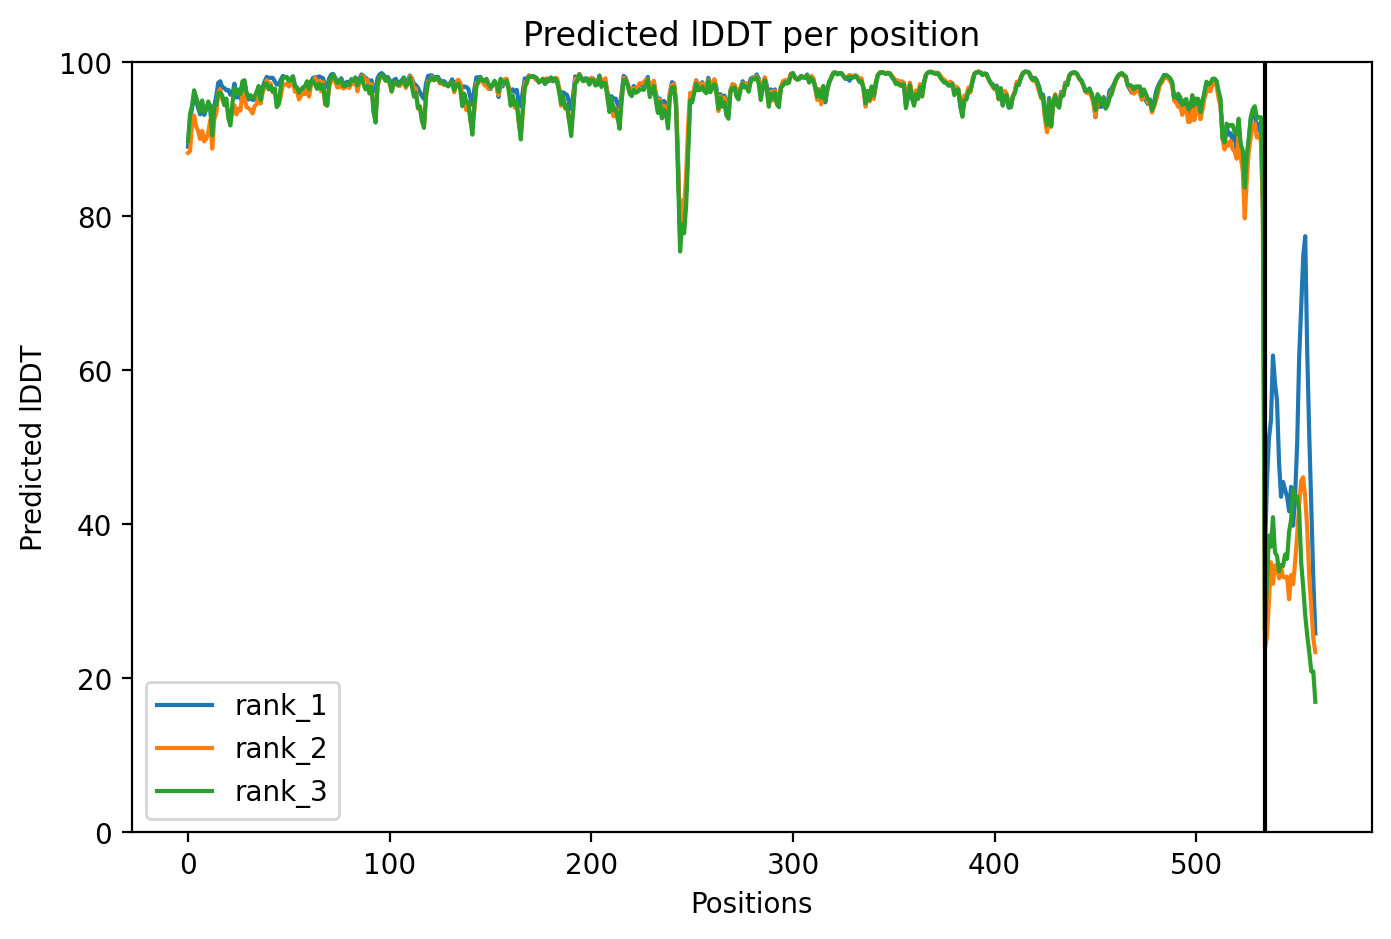 Predicted lDDT per position
100
80
60
40
20
0
Predicted lDDT
rank_1
rank_2
rank_3
0 100 200 300 400 500
Positions